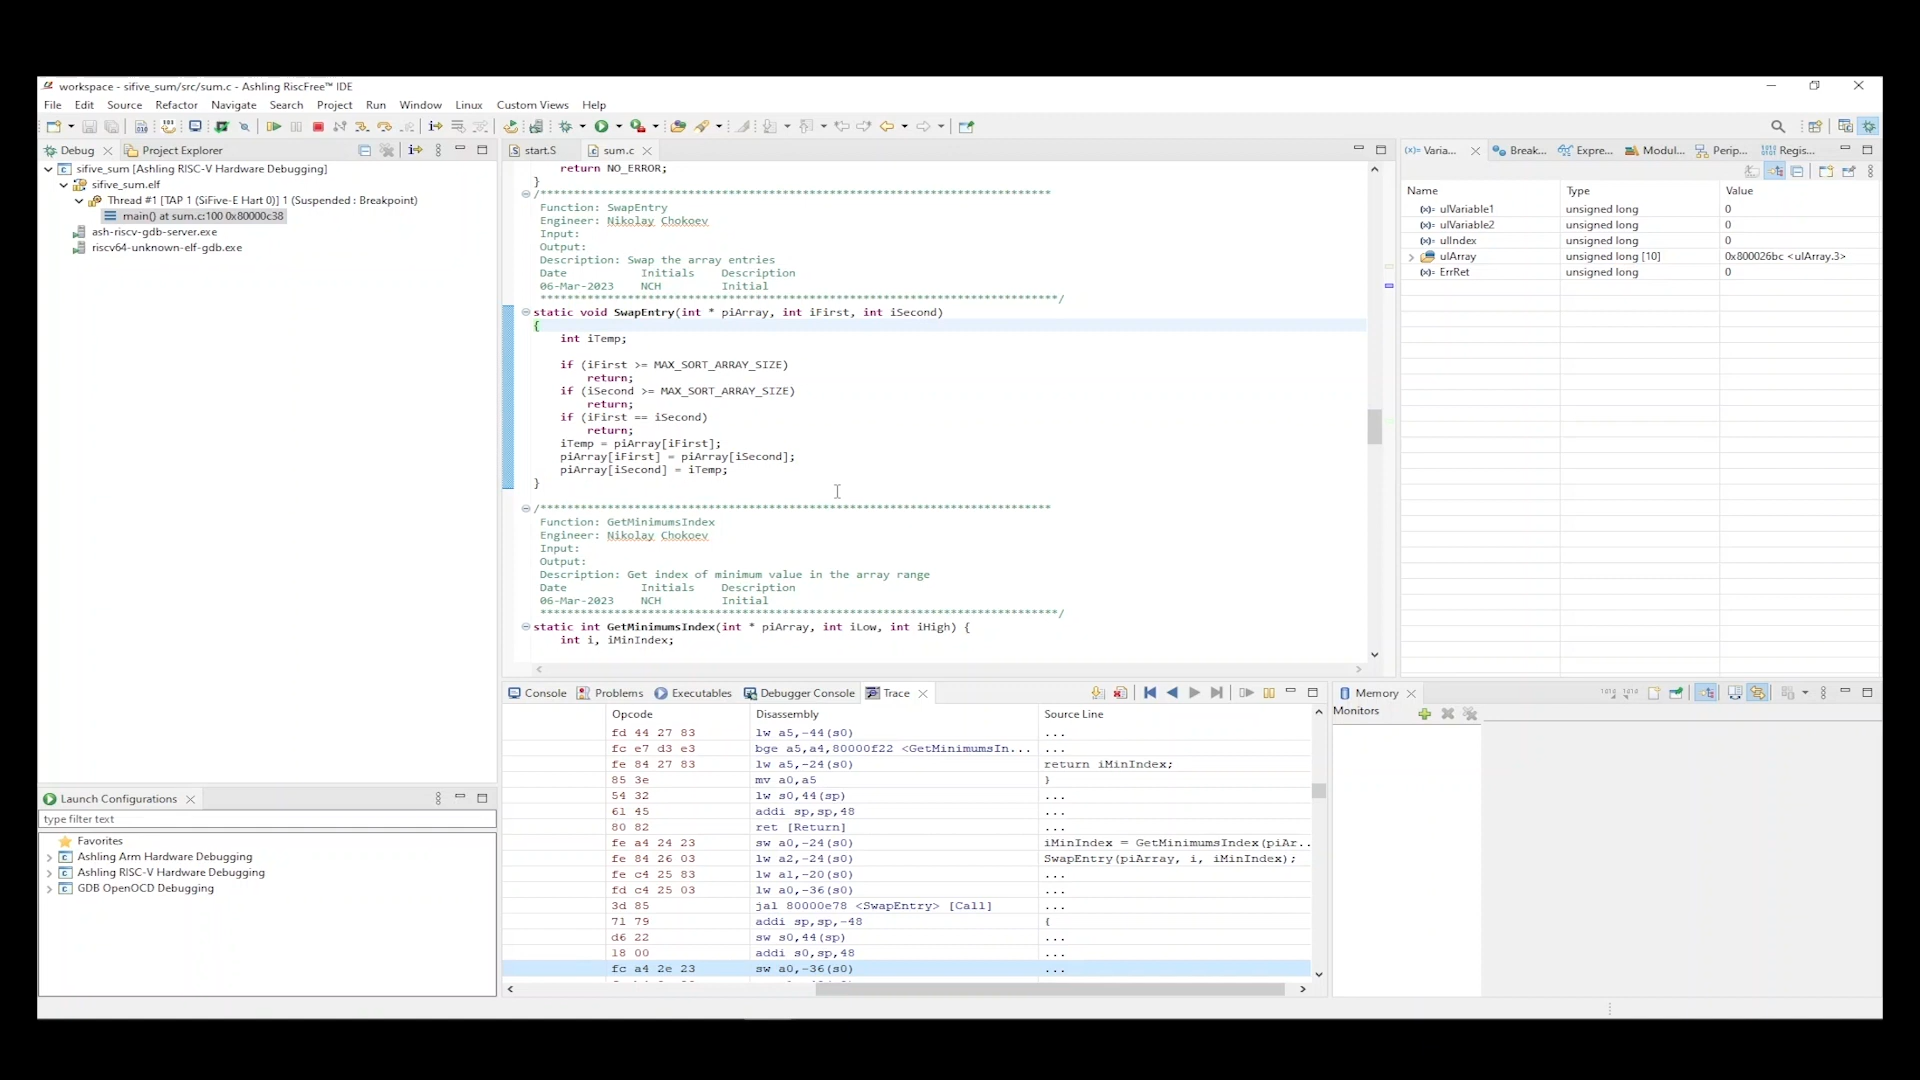 workspace - sifive_sum/src/sum.c - Ashling RiscFree™ IDE
File Edit Source Refactor Navigate Search Project Run Window Linux Custom Views Help
Debug
Project Explorer
sifive_sum [Ashling RISC-V Hardware Debugging]
sifive_sum.elf
Thread #1 [TAP 1 (SiFive-E Hart 0)] 1 (Suspended : Breakpoint)
main() at sum.c:100 0x80000c38
ash-riscv-gdb-server.exe
riscv64-unknown-elf-gdb.exe
Launch Configurations
type filter text
Favorites
Ashling Arm Hardware Debugging
Ashling RISC-V Hardware Debugging
GDB OpenOCD Debugging
start.S
sum.c
return NO_ERROR;
}
/****************************************************************************
Function: SwapEntry
Engineer: Nikolay Chokoev
Input:
Output:
Description: Swap the array entries
Date Initials Description
06-Mar-2023 NCH Initial
*****************************************************************************/
static void SwapEntry(int * piArray, int iFirst, int iSecond)
{
int iTemp;
if (iFirst >= MAX_SORT_ARRAY_SIZE)
return;
if (iSecond >= MAX_SORT_ARRAY_SIZE)
return;
if (iFirst == iSecond)
return;
iTemp = piArray[iFirst];
piArray[iFirst] = piArray[iSecond];
piArray[iSecond] = iTemp;
}
/****************************************************************************
Function: GetMinimumsIndex
Engineer: Nikolay Chokoev
Input:
Output:
Description: Get index of minimum value in the array range
Date Initials Description
06-Mar-2023 NCH Initial
*****************************************************************************/
static int GetMinimumsIndex(int * piArray, int iLow, int iHigh) {
int i, iMinIndex;
Varia... Break... Expre... Modul... Perip... Regis...
Name Type Value
ulVariable1 unsigned long 0
ulVariable2 unsigned long 0
ulIndex unsigned long 0
ulArray unsigned long [10] 0x800026bc <ulArray.3>
ErrRet unsigned long 0
Console Problems Executables Debugger Console Trace
Opcode Disassembly Source Line
fd 44 27 83 lw a5,-44(s0) ...
fc e7 d3 e3 bge a5,a4,80000f22 <GetMinimumsIn... ...
fe 84 27 83 lw a5,-24(s0) return iMinIndex;
85 3e mv a0,a5 }
54 32 lw s0,44(sp) ...
61 45 addi sp,sp,48 ...
80 82 ret [Return] ...
fe a4 24 23 sw a0,-24(s0) iMinIndex = GetMinimumsIndex(piAr..
fe 84 26 03 lw a2,-24(s0) SwapEntry(piArray, i, iMinIndex);
fe c4 25 83 lw a1,-20(s0) ...
fd c4 25 03 lw a0,-36(s0) ...
3d 85 jal 80000e78 <SwapEntry> [Call] ...
71 79 addi sp,sp,-48 {
d6 22 sw s0,44(sp) ...
18 00 addi s0,sp,48 ...
fc a4 2e 23 sw a0,-36(s0) ...
Memory
Monitors